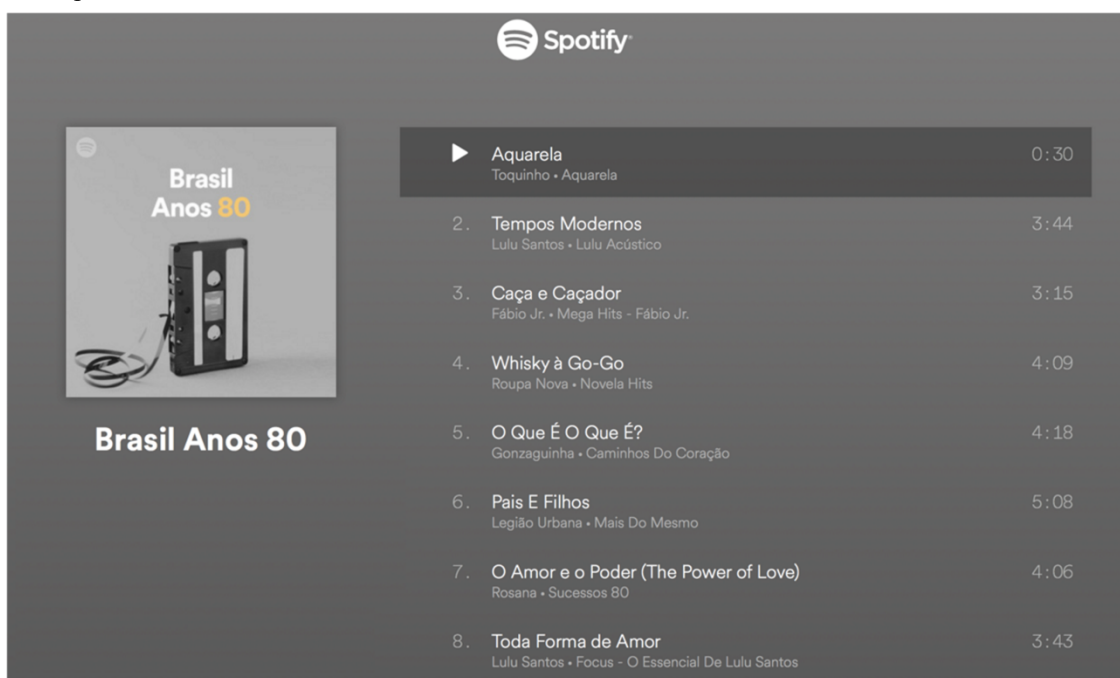 Spotify
Brasil
Anos 80
Brasil Anos 80
Aquarela 0:30
Toquinho • Aquarela
2. Tempos Modernos 3:44
Lulu Santos • Lulu Acústico
3. Caça e Caçador 3:15
Fábio Jr. • Mega Hits - Fábio Jr.
4. Whisky à Go-Go 4:09
Roupa Nova • Novela Hits
5. O Que É O Que É? 4:18
Gonzaguinha • Caminhos Do Coração
6. Pais E Filhos 5:08
Legião Urbana • Mais Do Mesmo
7. O Amor e o Poder (The Power of Love) 4:06
Rosana • Sucessos 80
8. Toda Forma de Amor 3:43
Lulu Santos • Focus - O Essencial De Lulu Santos